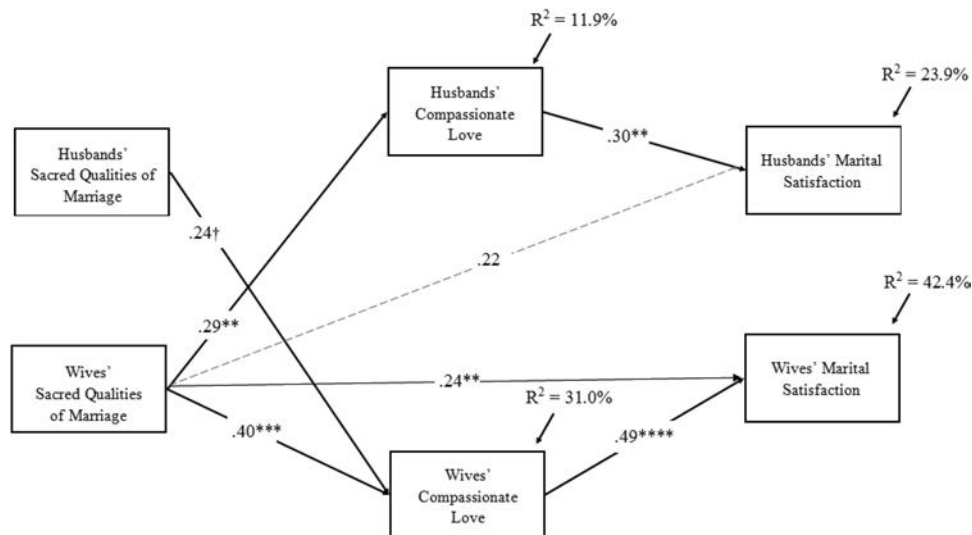 R² = 11.9%
Husbands’
Compassionate
Love
R² = 23.9%
Husbands’
Sacred Qualities of
Marriage
.30**
Husbands’ Marital
Satisfaction
.24†
.22
R² = 42.4%
.29**
Wives’
Sacred Qualities
of Marriage
.24**
Wives’ Marital
Satisfaction
R² = 31.0%
.40***
.49****
Wives’
Compassionate
Love